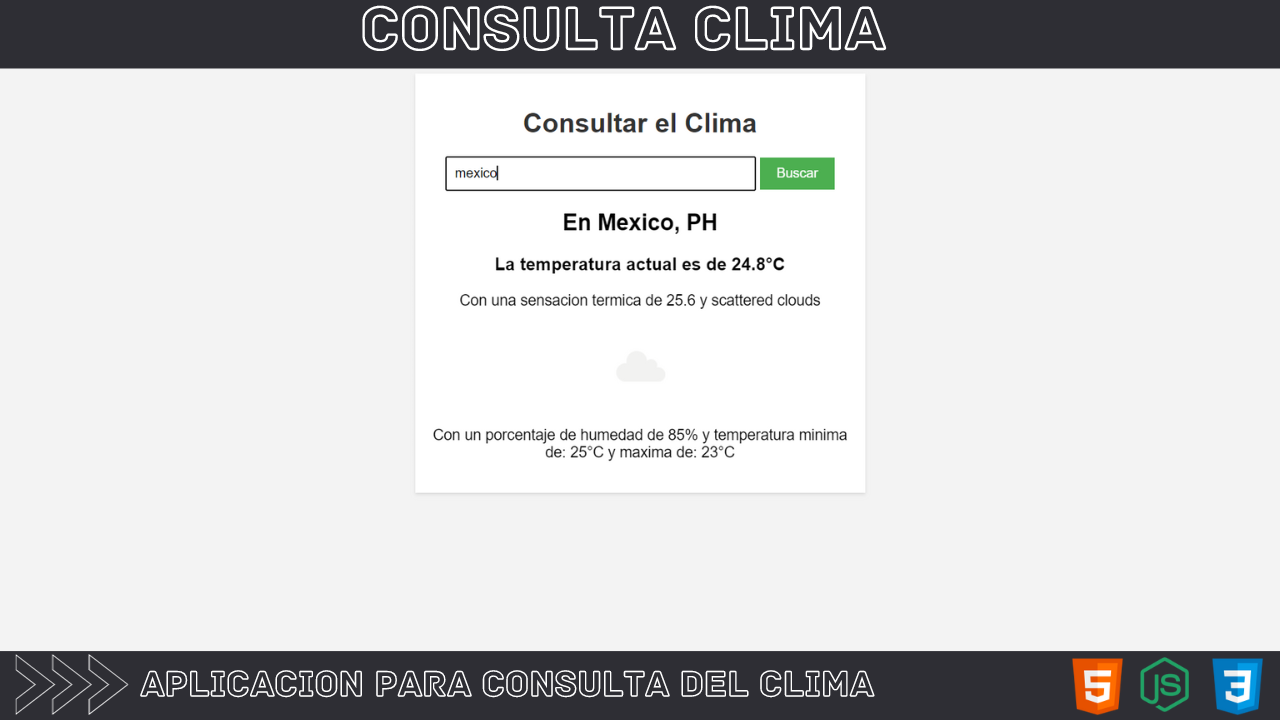 CONSULTA CLIMA
Consultar el Clima
mexico
Buscar
En Mexico, PH
La temperatura actual es de 24.8°C
Con una sensacion termica de 25.6 y scattered clouds
Con un porcentaje de humedad de 85% y temperatura minima
de: 25°C y maxima de: 23°C
APLICACION PARA CONSULTA DEL CLIMA
5
JS
3